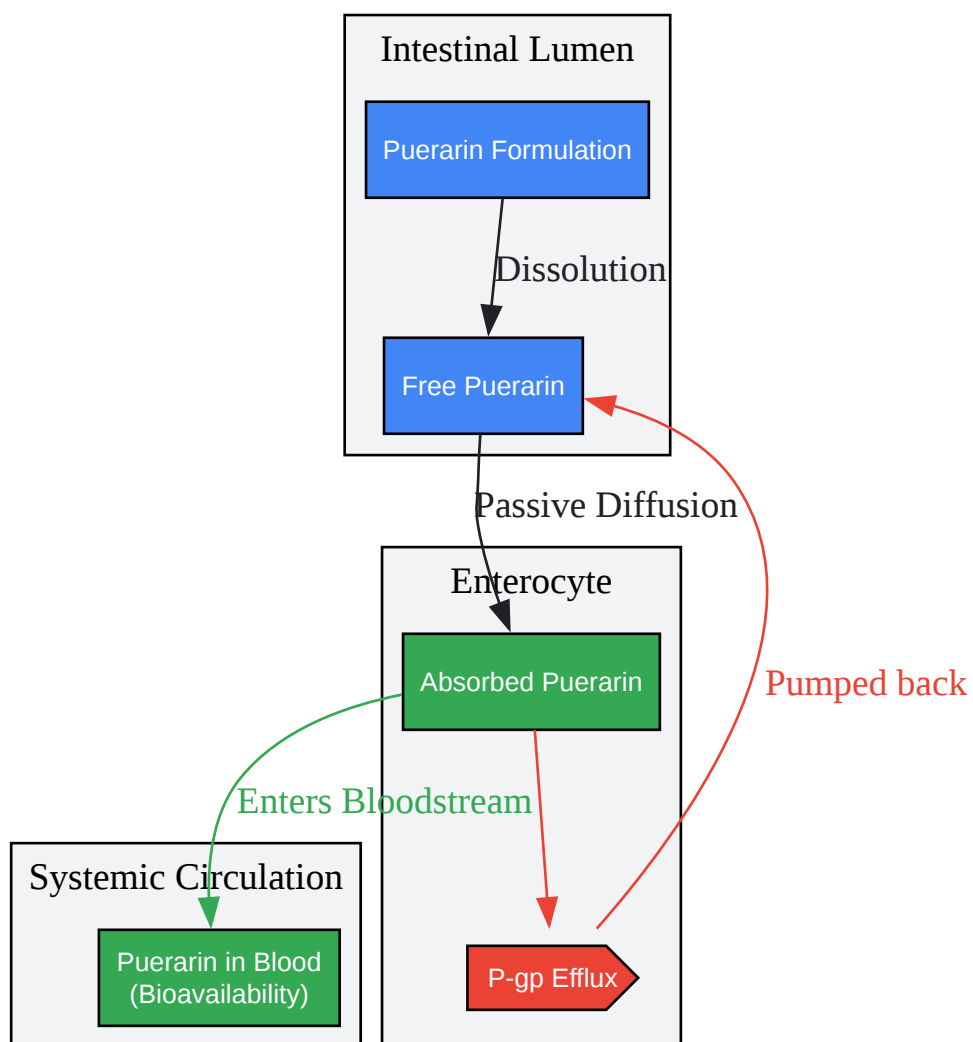 Intestinal Lumen
Puerarin Formulation
Dissolution
Free Puerarin
Passive Diffusion
Enterocyte
Absorbed Puerarin
Pumped back
Enters Bloodstream
Systemic Circulation
Puerarin in Blood
(Bioavailability)
P-gp Efflux